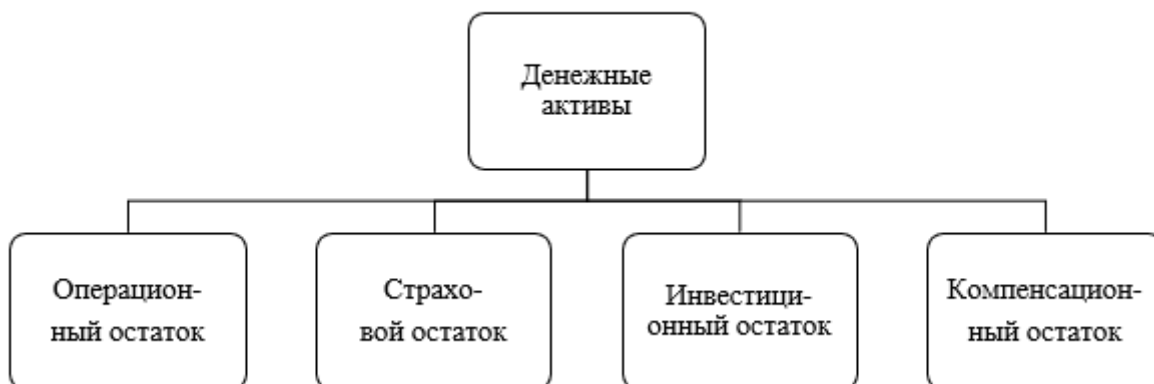 Денежные
активы
Операцион-
ный остаток
Страхо-
вой остаток
Инвестици-
онный остаток
Компенсацион-
ный остаток